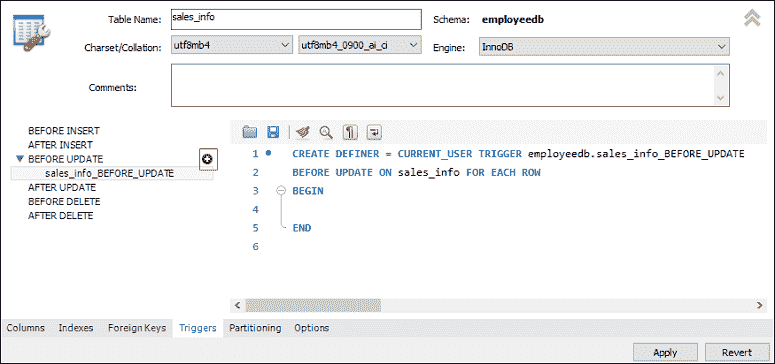 Table Name: sales_info Schema: employeedb
Charset/Collation: utf8mb4 utf8mb4_0900_ai_ci Engine: InnoDB
Comments:
BEFORE INSERT
AFTER INSERT
BEFORE UPDATE
sales_info_BEFORE_UPDATE
AFTER UPDATE
BEFORE DELETE
AFTER DELETE
1 CREATE DEFINER = CURRENT_USER TRIGGER employeedb.sales_info_BEFORE_UPDATE
2 BEFORE UPDATE ON sales_info FOR EACH ROW
3 BEGIN
4
5 END
6
Columns Indexes Foreign Keys Triggers Partitioning Options
Apply Revert